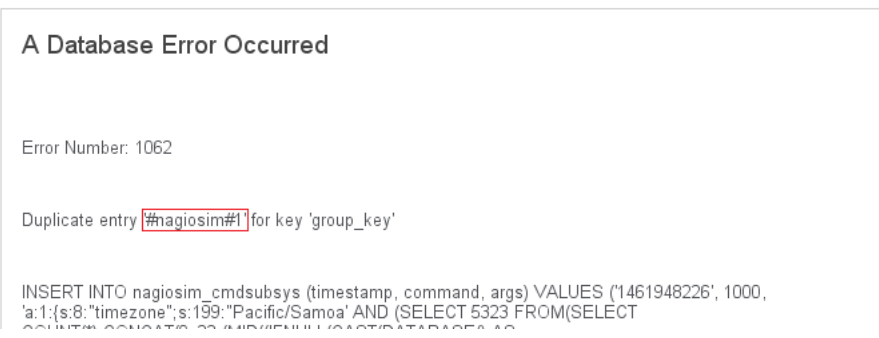 A Database Error Occurred
Error Number: 1062
Duplicate entry '#nagiosim#1' for key 'group_key'
INSERT INTO nagiosim_cmdsubsys (timestamp, command, args) VALUES ('1461948226', 1000,
'a:1:{s:8:"timezone";s:199:"Pacific/Samoa' AND (SELECT 5323 FROM(SELECT